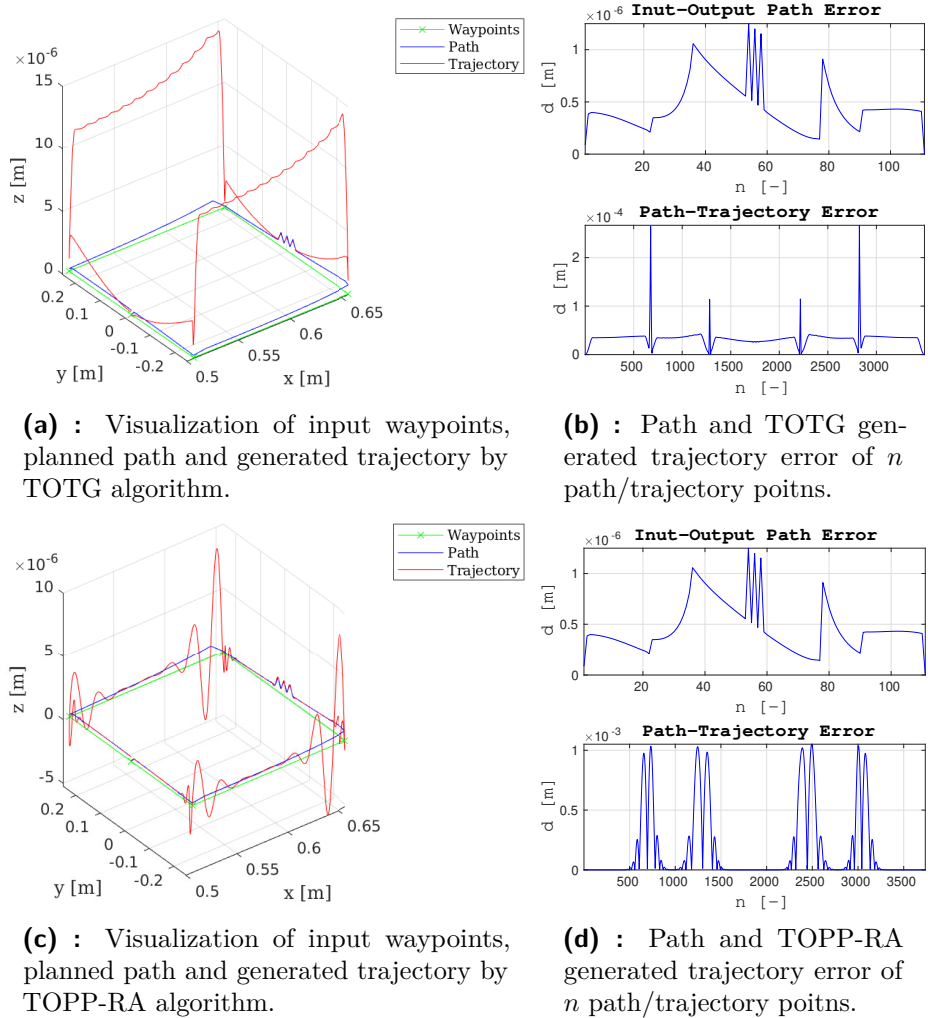 ×10⁻⁶
15
10
5
0
z [m]
0.2
0.1
0
-0.1
-0.2
y [m]
0.5
0.55
0.6
0.65
x [m]
Waypoints
Path
Trajectory
Inut-Output Path Error
×10⁻⁶
1
0.5
0
d [m]
20
40
60
80
100
n [-]
Path-Trajectory Error
×10⁻⁴
2
1
0
d [m]
500
1000
1500
2000
2500
3000
n [-]
(a) : Visualization of input waypoints,
planned path and generated trajectory by
TOTG algorithm.
(b) : Path and TOTG gen-
erated trajectory error of n
path/trajectory poitns.
×10⁻⁶
10
5
0
-5
z [m]
0.2
0.1
0
-0.1
-0.2
y [m]
0.5
0.55
0.6
0.65
x [m]
Waypoints
Path
Trajectory
Inut-Output Path Error
×10⁻⁶
1
0.5
0
d [m]
20
40
60
80
100
n [-]
Path-Trajectory Error
×10⁻³
1
0.5
0
d [m]
500
1000
1500
2000
2500
3000
3500
n [-]
(c) : Visualization of input waypoints,
planned path and generated trajectory by
TOPP-RA algorithm.
(d) : Path and TOPP-RA
generated trajectory error of
n path/trajectory poitns.